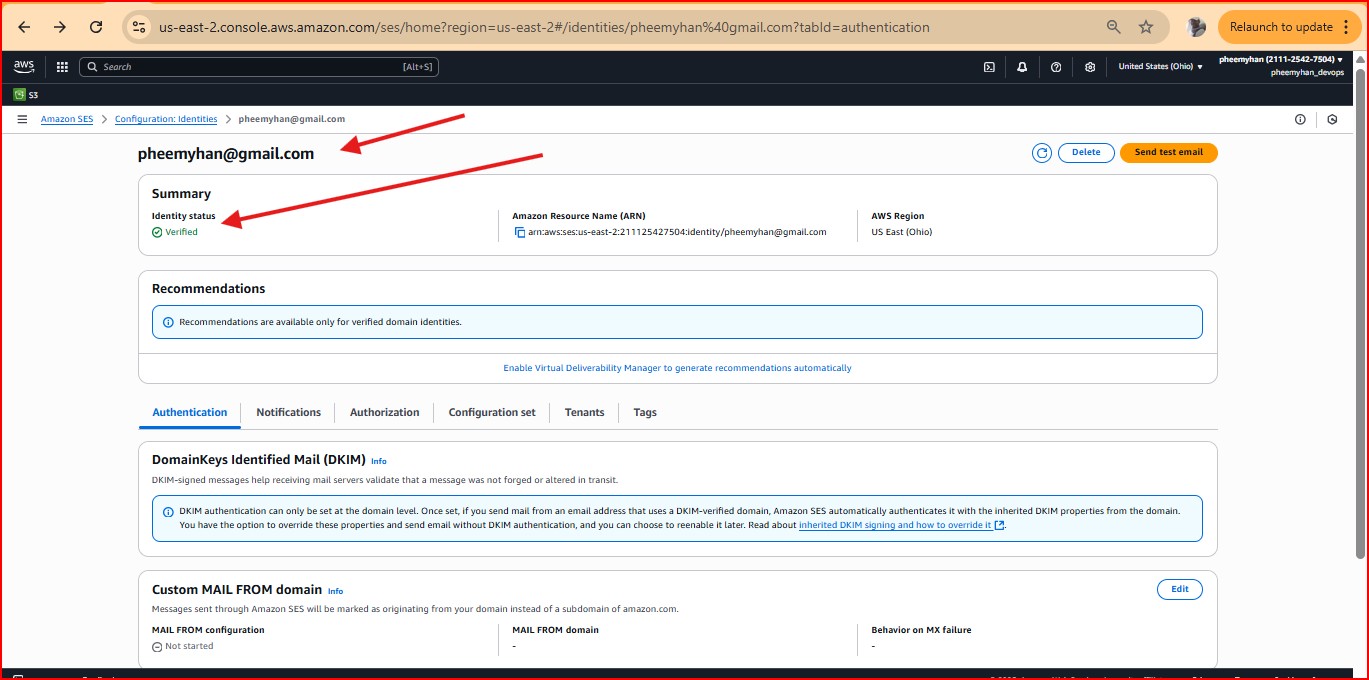 us-east-2.console.aws.amazon.com/ses/home?region=us-east-2#/identities/pheemyhan%40gmail.com?tabId=authentication
Relaunch to update
aws
Search [Alt+S]
United States (Ohio)
pheemyhan (2111-2542-7504)
pheemyhan_devops
S3
Amazon SES
Configuration: Identities
pheemyhan@gmail.com
pheemyhan@gmail.com
Delete
Send test email
Summary
Identity status
Verified
Amazon Resource Name (ARN)
arn:aws:ses:us-east-2:211125427504:identity/pheemyhan@gmail.com
AWS Region
US East (Ohio)
Recommendations
Recommendations are available only for verified domain identities.
Enable Virtual Deliverability Manager to generate recommendations automatically
Authentication
Notifications
Authorization
Configuration set
Tenants
Tags
DomainKeys Identified Mail (DKIM) Info
DKIM-signed messages help receiving mail servers validate that a message was not forged or altered in transit.
DKIM authentication can only be set at the domain level. Once set, if you send mail from an email address that uses a DKIM-verified domain, Amazon SES automatically authenticates it with the inherited DKIM properties from the domain.
You have the option to override these properties and send email without DKIM authentication, and you can choose to reenable it later. Read about inherited DKIM signing and how to override it.
Custom MAIL FROM domain Info
Edit
Messages sent through Amazon SES will be marked as originating from your domain instead of a subdomain of amazon.com.
MAIL FROM configuration
Not started
MAIL FROM domain
-
Behavior on MX failure
-